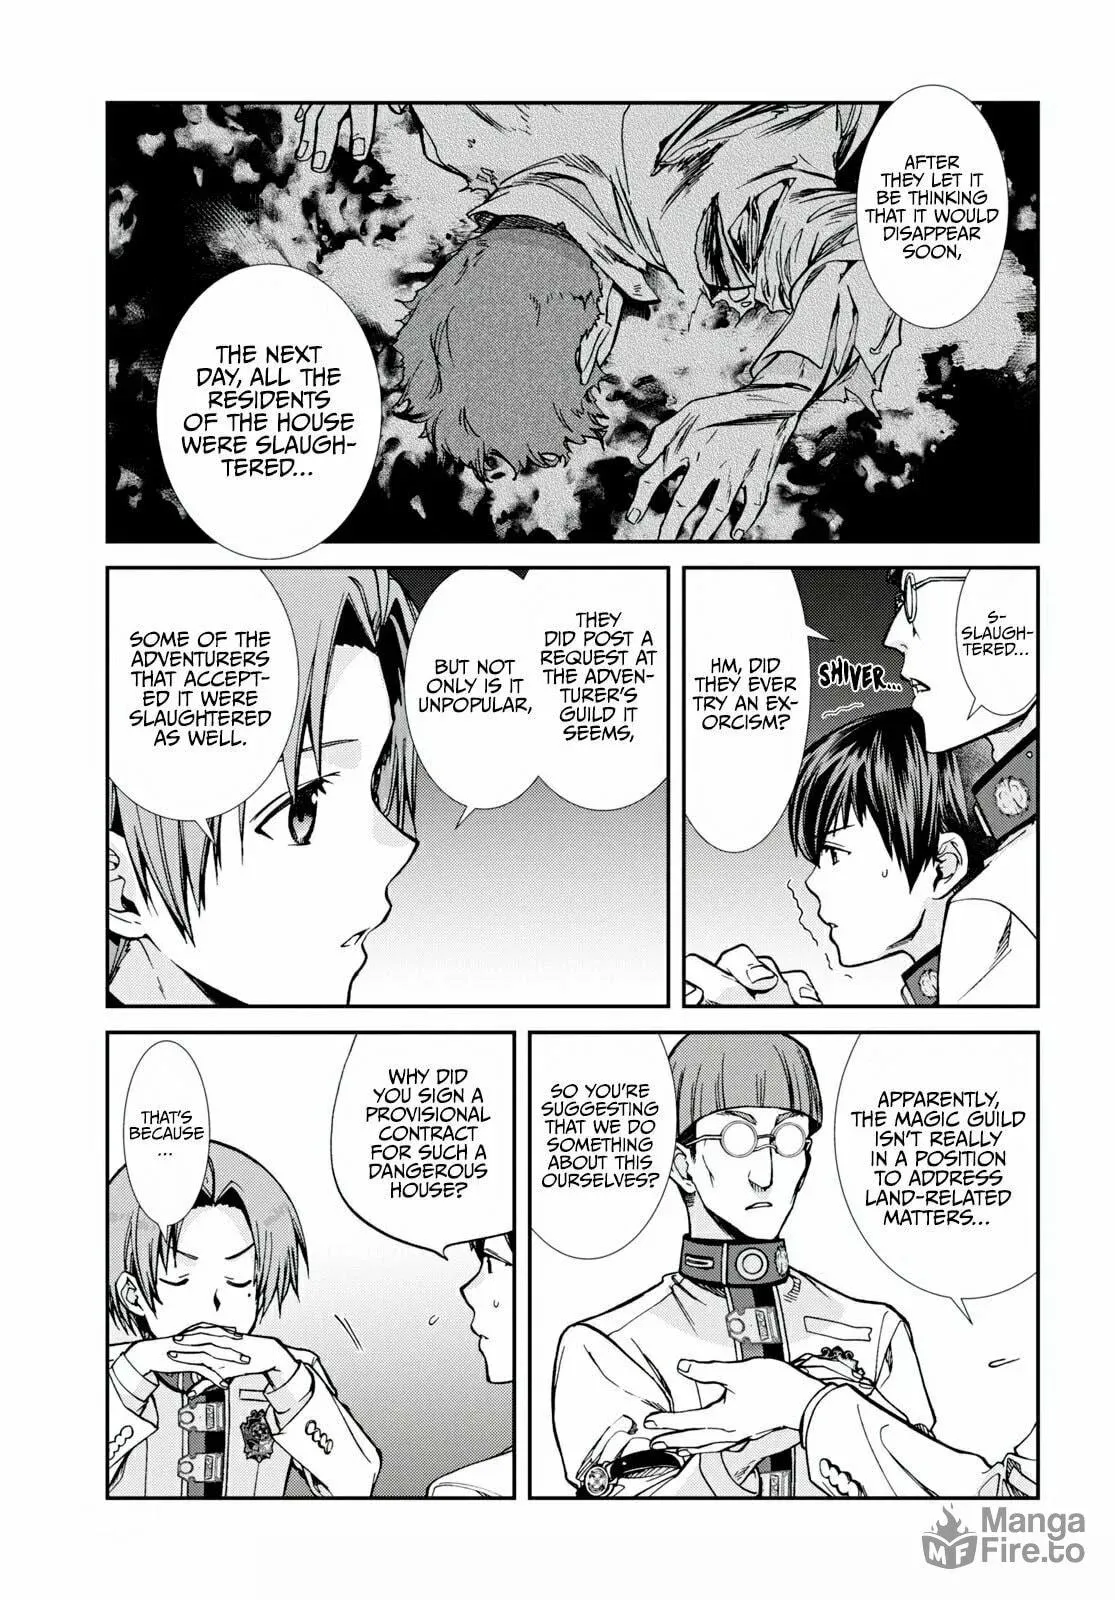 AFTER
THEY LET IT
BE THINKING
THAT IT WOULD
DISAPPEAR
SOON,
THE NEXT
DAY, ALL THE
RESIDENTS
OF THE HOUSE
WERE SLAUGH-
TERED...
S-
SLAUGH-
TERED...
SHIVER....
HM, DID
THEY EVER
TRY AN EX-
ORCISM?
THEY
DID POST A
REQUEST AT
THE ADVEN-
TURER'S
GUILD IT
SEEMS,
BUT NOT
ONLY IS IT
UNPOPULAR,
SOME OF THE
ADVENTURERS
THAT ACCEPT-
ED IT WERE
SLAUGHTERED
AS WELL.
APPARENTLY,
THE MAGIC GUILD
ISN'T REALLY
IN A POSITION
TO ADDRESS
LAND-RELATED
MATTERS...
SO YOU'RE
SUGGESTING
THAT WE DO
SOMETHING
ABOUT THIS
OURSELVES?
WHY DID
YOU SIGN A
PROVISIONAL
CONTRACT
FOR SUCH A
DANGEROUS
HOUSE?
THAT'S
BECAUSE
...
MF
Manga
Fire.to